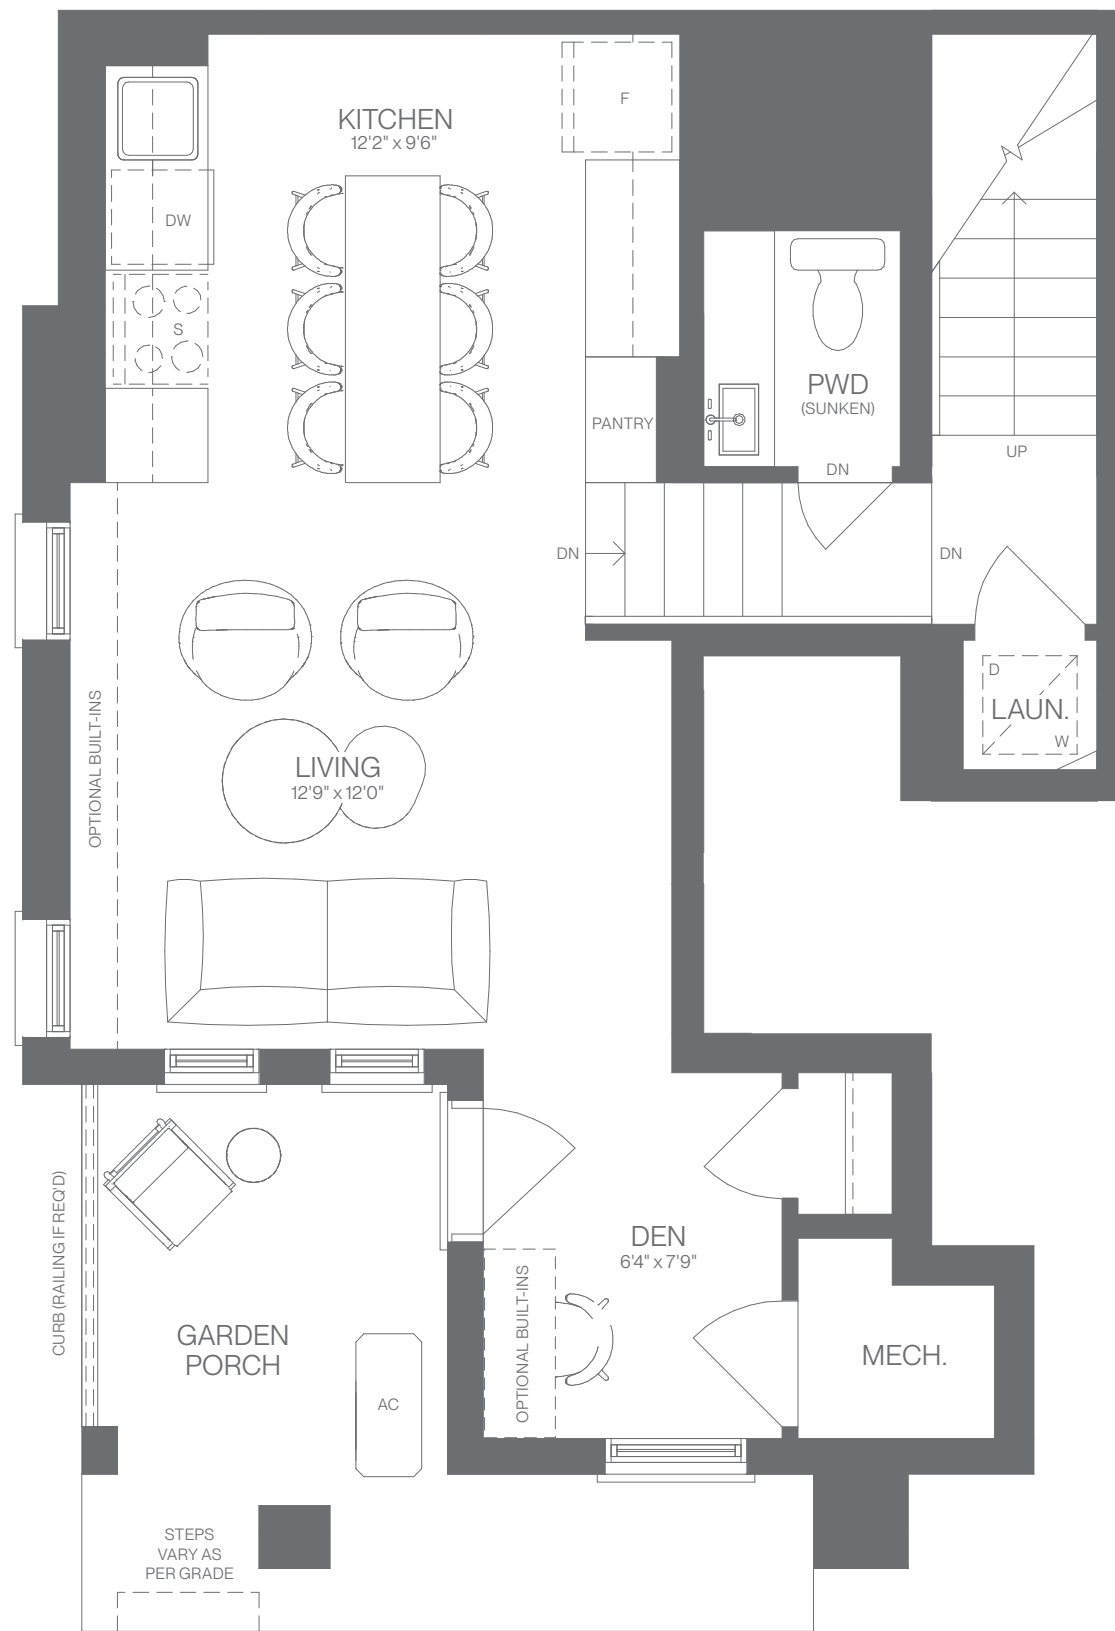 KITCHEN
12'2" x 9'6"
F
DW
S
PWD
(SUNKEN)
PANTRY
DN
UP
DN
DN
D
LAUN.
W
OPTIONAL BUILT-INS
LIVING
12'9" x 12'0"
CURB (RAILING IF REQ'D)
DEN
6'4" x 7'9"
OPTIONAL BUILT-INS
GARDEN
PORCH
MECH.
AC
STEPS
VARY AS
PER GRADE